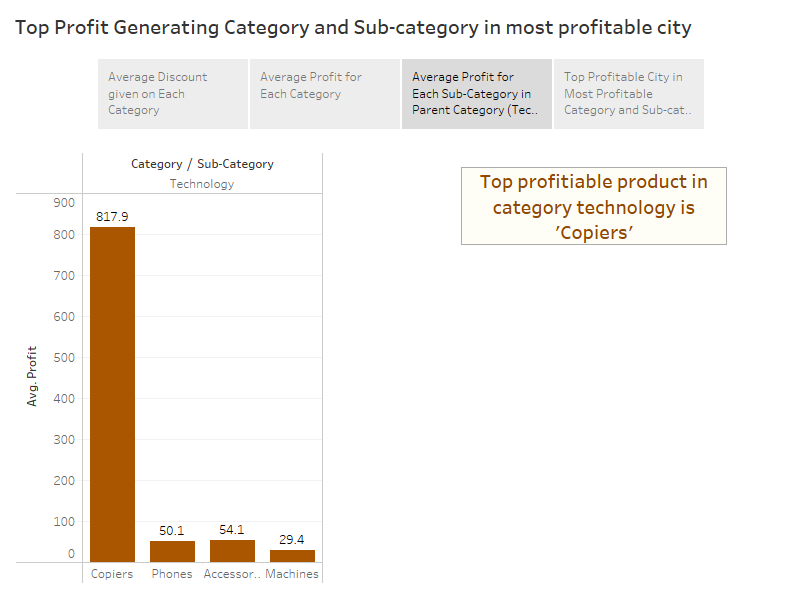 Top Profit Generating Category and Sub-category in most profitable city
Average Discount
given on Each
Category
Average Profit for
Each Category
Average Profit for
Each Sub-Category in
Parent Category (Tec..
Top Profitable City in
Most Profitable
Category and Sub-cat..
Category / Sub-Category
Technology
Top profitiable product in
category technology is
'Copiers'
Avg. Profit
900
800
700
600
500
400
300
200
100
0
817.9
50.1
54.1
29.4
Copiers
Phones
Accessor..
Machines